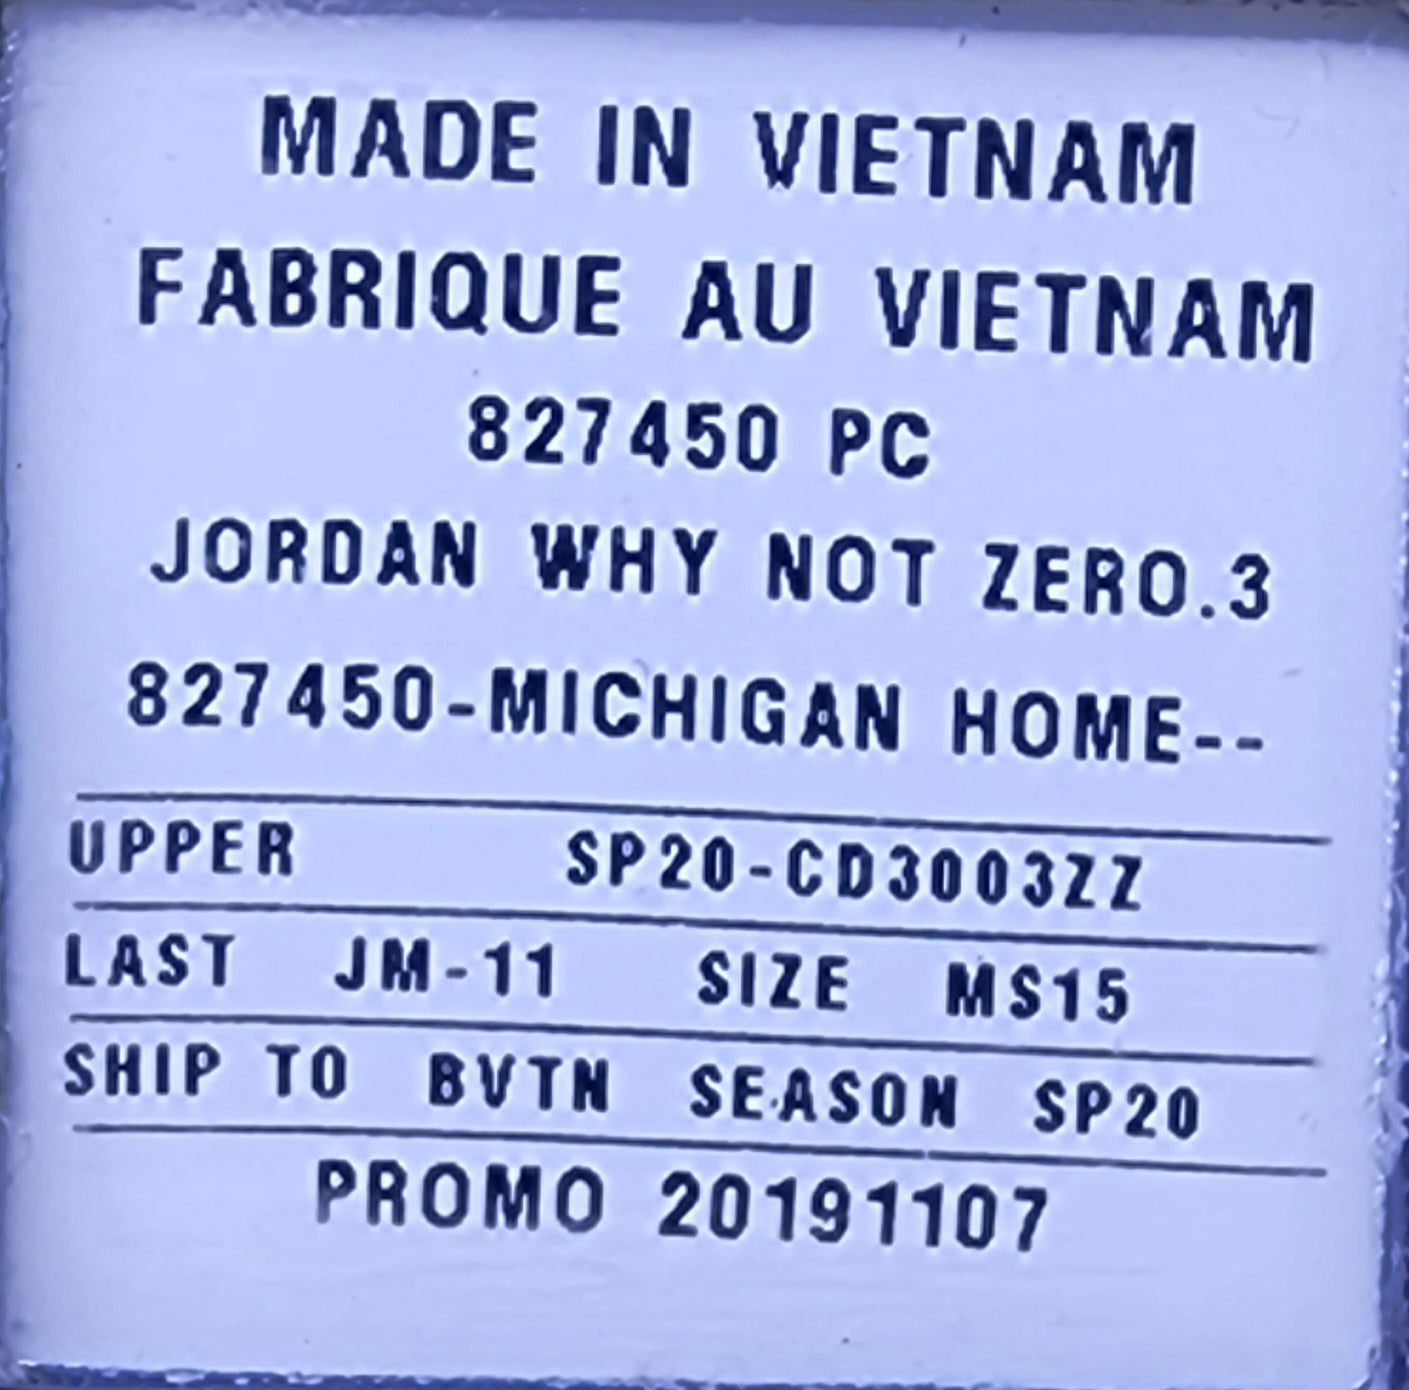 MADE IN VIETNAM
FABRIQUE AU VIETNAM
827450 PC
JORDAN WHY NOT ZERO.3
827450-MICHIGAN HOME--
UPPER SP20-CD3003ZZ
LAST JM-11 SIZE MS15
SHIP TO BVTN SEASON SP20
PROMO 20191107